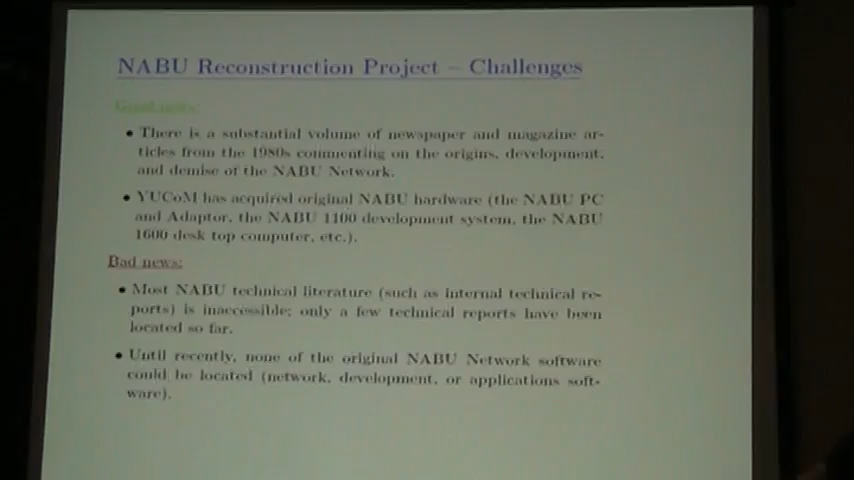 NABU Reconstruction Project – Challenges
Good news:
• There is a substantial volume of newspaper and magazine ar-
ticles from the 1980s commenting on the origins, development,
and demise of the NABU Network.
• YUCoM has acquired original NABU hardware (the NABU PC
and Adaptor, the NABU 1100 development system, the NABU
1600 desk top computer, etc.).
Bad news:
• Most NABU technical literature (such as internal technical re-
ports) is inaccessible; only a few technical reports have been
located so far.
• Until recently, none of the original NABU Network software
could be located (network, development, or applications soft-
ware).